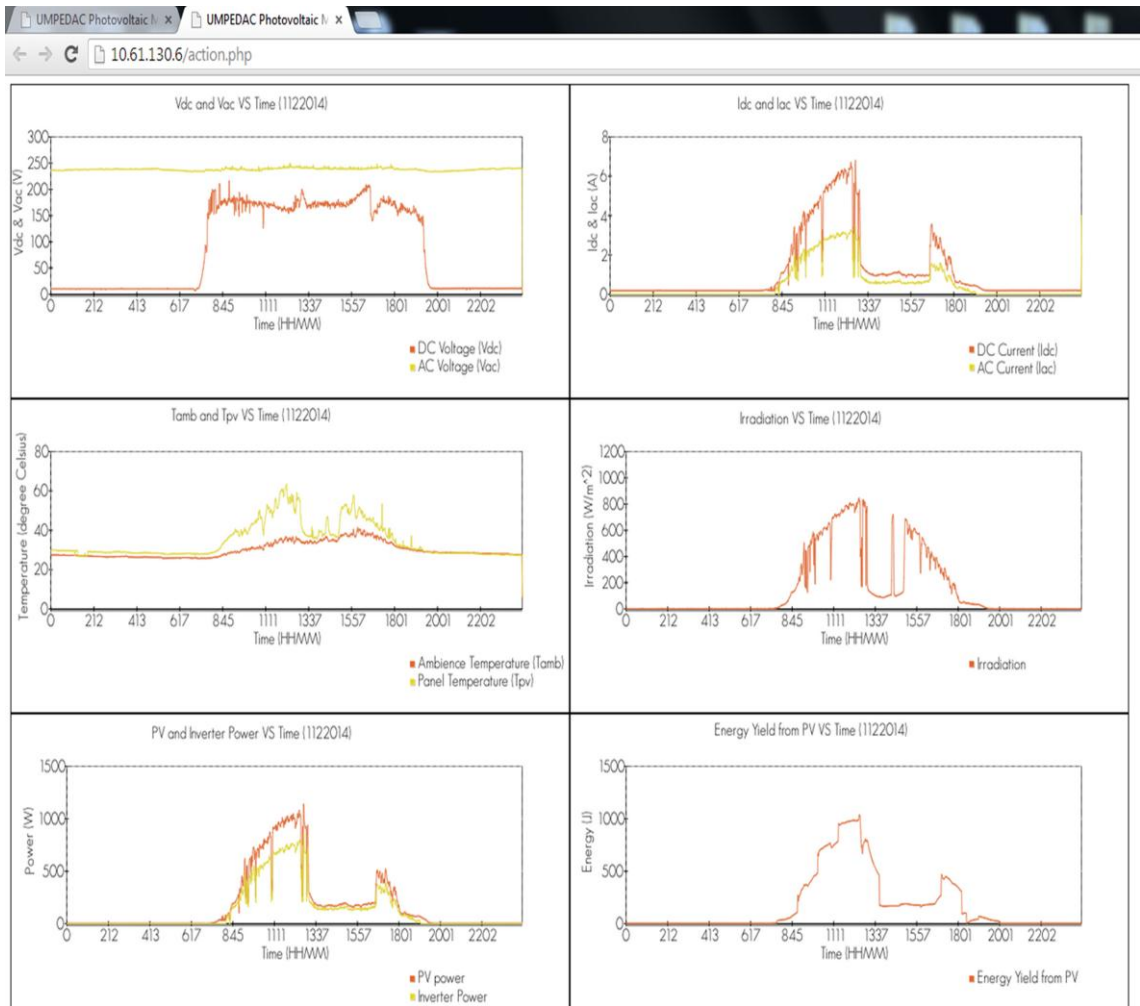 UMPEDAC Photovoltaic M x UMPEDAC Photovoltaic M x
10.61.130.6/action.php
Vdc and Vac VS Time (1122014)
Vdc & Vac (V)
300
250
200
150
100
50
0
0 212 413 617 845 1111 1337 1557 1801 2001 2202
Time (HHMM)
DC Voltage (Vdc)
AC Voltage (Vac)
Idc and Iac VS Time (1122014)
Idc & Iac (A)
8
6
4
2
0
0 212 413 617 845 1111 1337 1557 1801 2001 2202
Time (HHMM)
DC Current (Idc)
AC Current (Iac)
Tamb and Tpv VS Time (1122014)
Temperature (degree Celsius)
80
60
40
20
0
0 212 413 617 845 1111 1337 1557 1801 2001 2202
Time (HHMM)
Ambience Temperature (Tamb)
Panel Temperature (Tpv)
Irradiation VS Time (1122014)
Irradiation (W/m^2)
1200
1000
800
600
400
200
0
0 212 413 617 845 1111 1337 1557 1801 2001 2202
Time (HHMM)
Irradiation
PV and Inverter Power VS Time (1122014)
Power (W)
1500
1000
500
0
0 212 413 617 845 1111 1337 1557 1801 2001 2202
Time (HHMM)
PV power
Inverter Power
Energy Yield from PV VS Time (1122014)
Energy (J)
1500
1000
500
0
0 212 413 617 845 1111 1337 1557 1801 2001 2202
Time (HHMM)
Energy Yield from PV